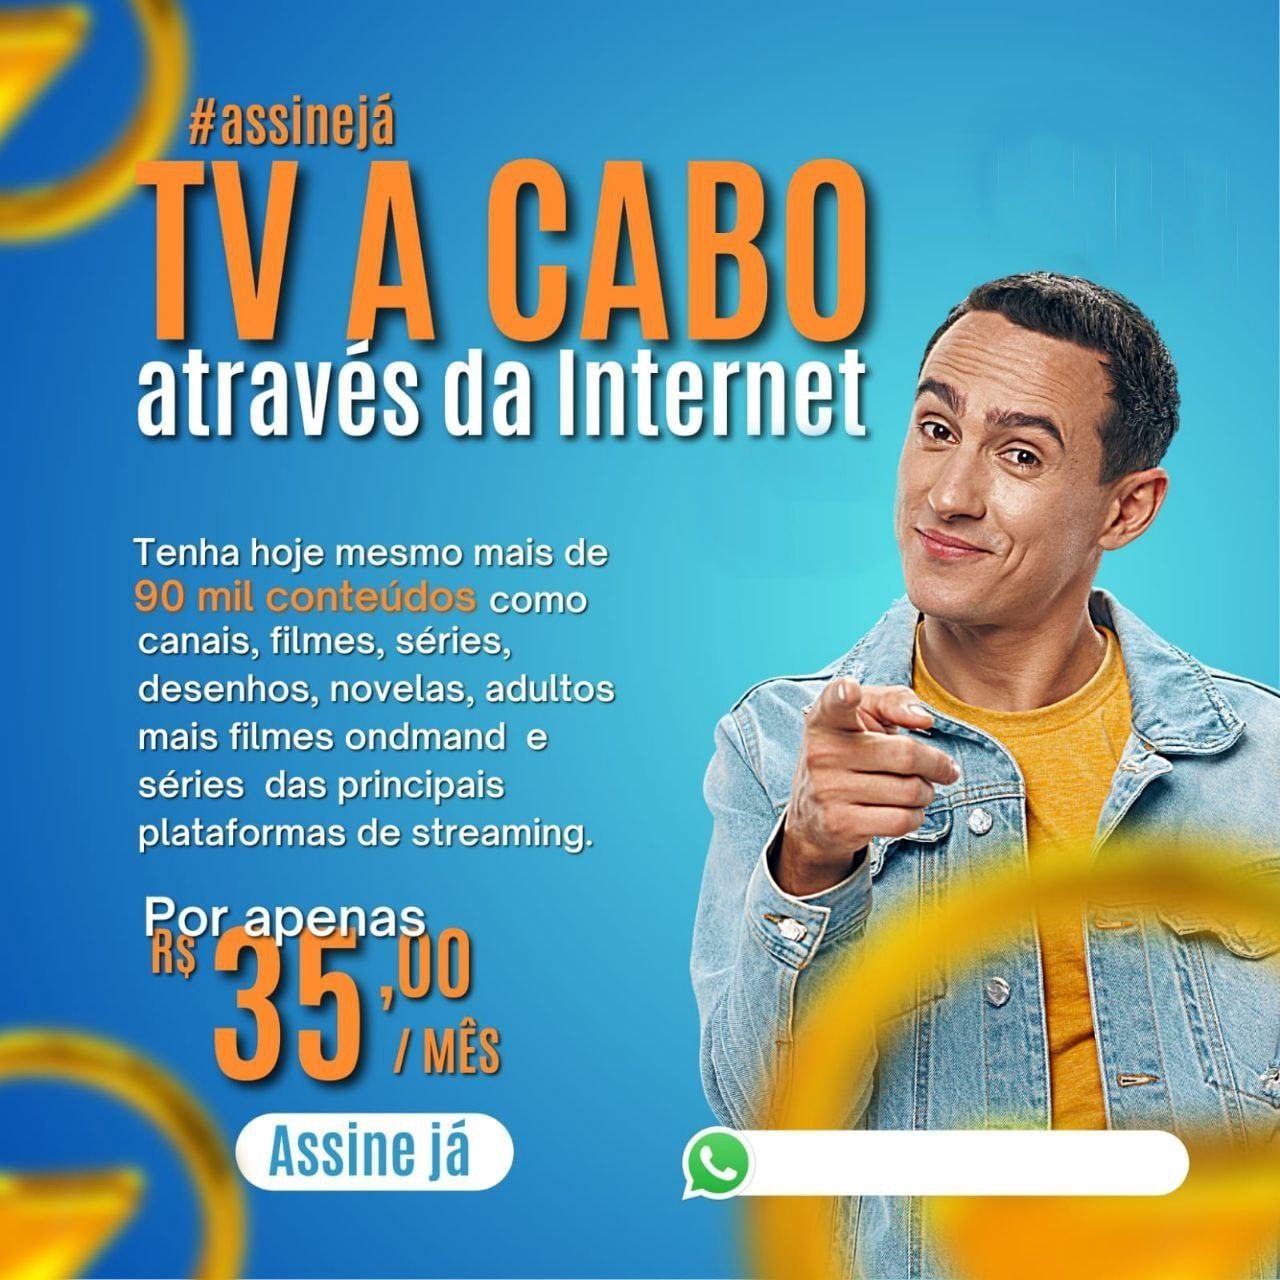 #assinejá
TV A CABO
através da Internet
Tenha hoje mesmo mais de
90 mil conteúdos como
canais, filmes, séries,
desenhos, novelas, adultos
mais filmes ondmand e
séries das principais
plataformas de streaming.
Por apenas
R$ 35,00
/ MÊS
Assine já